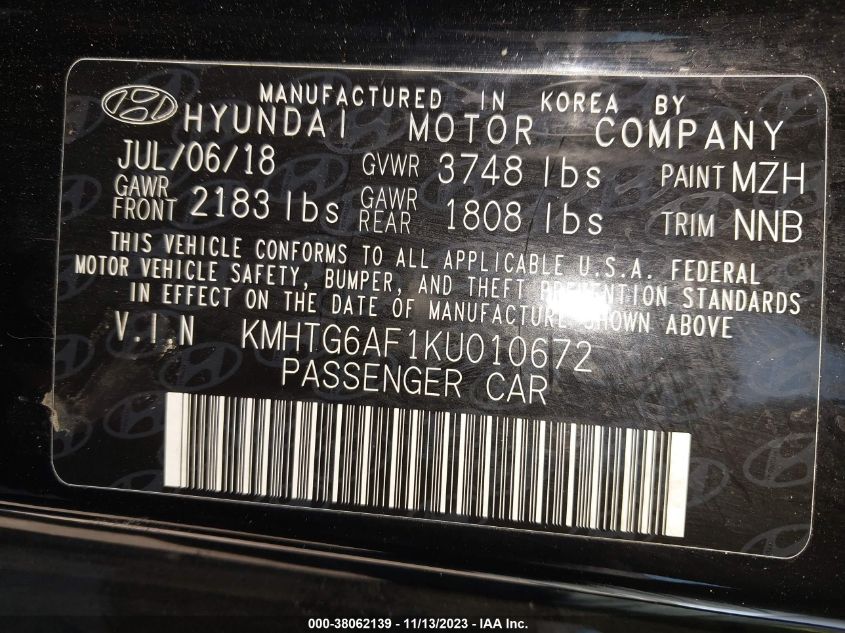 MANUFACTURED IN KOREA BY
HYUNDAI MOTOR COMPANY
JUL/06/18 GVWR 3748 lbs PAINT MZH
GAWR FRONT 2183 lbs GAWR REAR 1808 lbs TRIM NNB
THIS VEHICLE CONFORMS TO ALL APPLICABLE U.S.A. FEDERAL
MOTOR VEHICLE SAFETY, BUMPER, AND THEFT PREVENTION STANDARDS
IN EFFECT ON THE DATE OF MANUFACTURE SHOWN ABOVE
V.I.N KMHTG6AF1KU010672
PASSENGER CAR
000-38062139 - 11/13/2023 - IAA Inc.